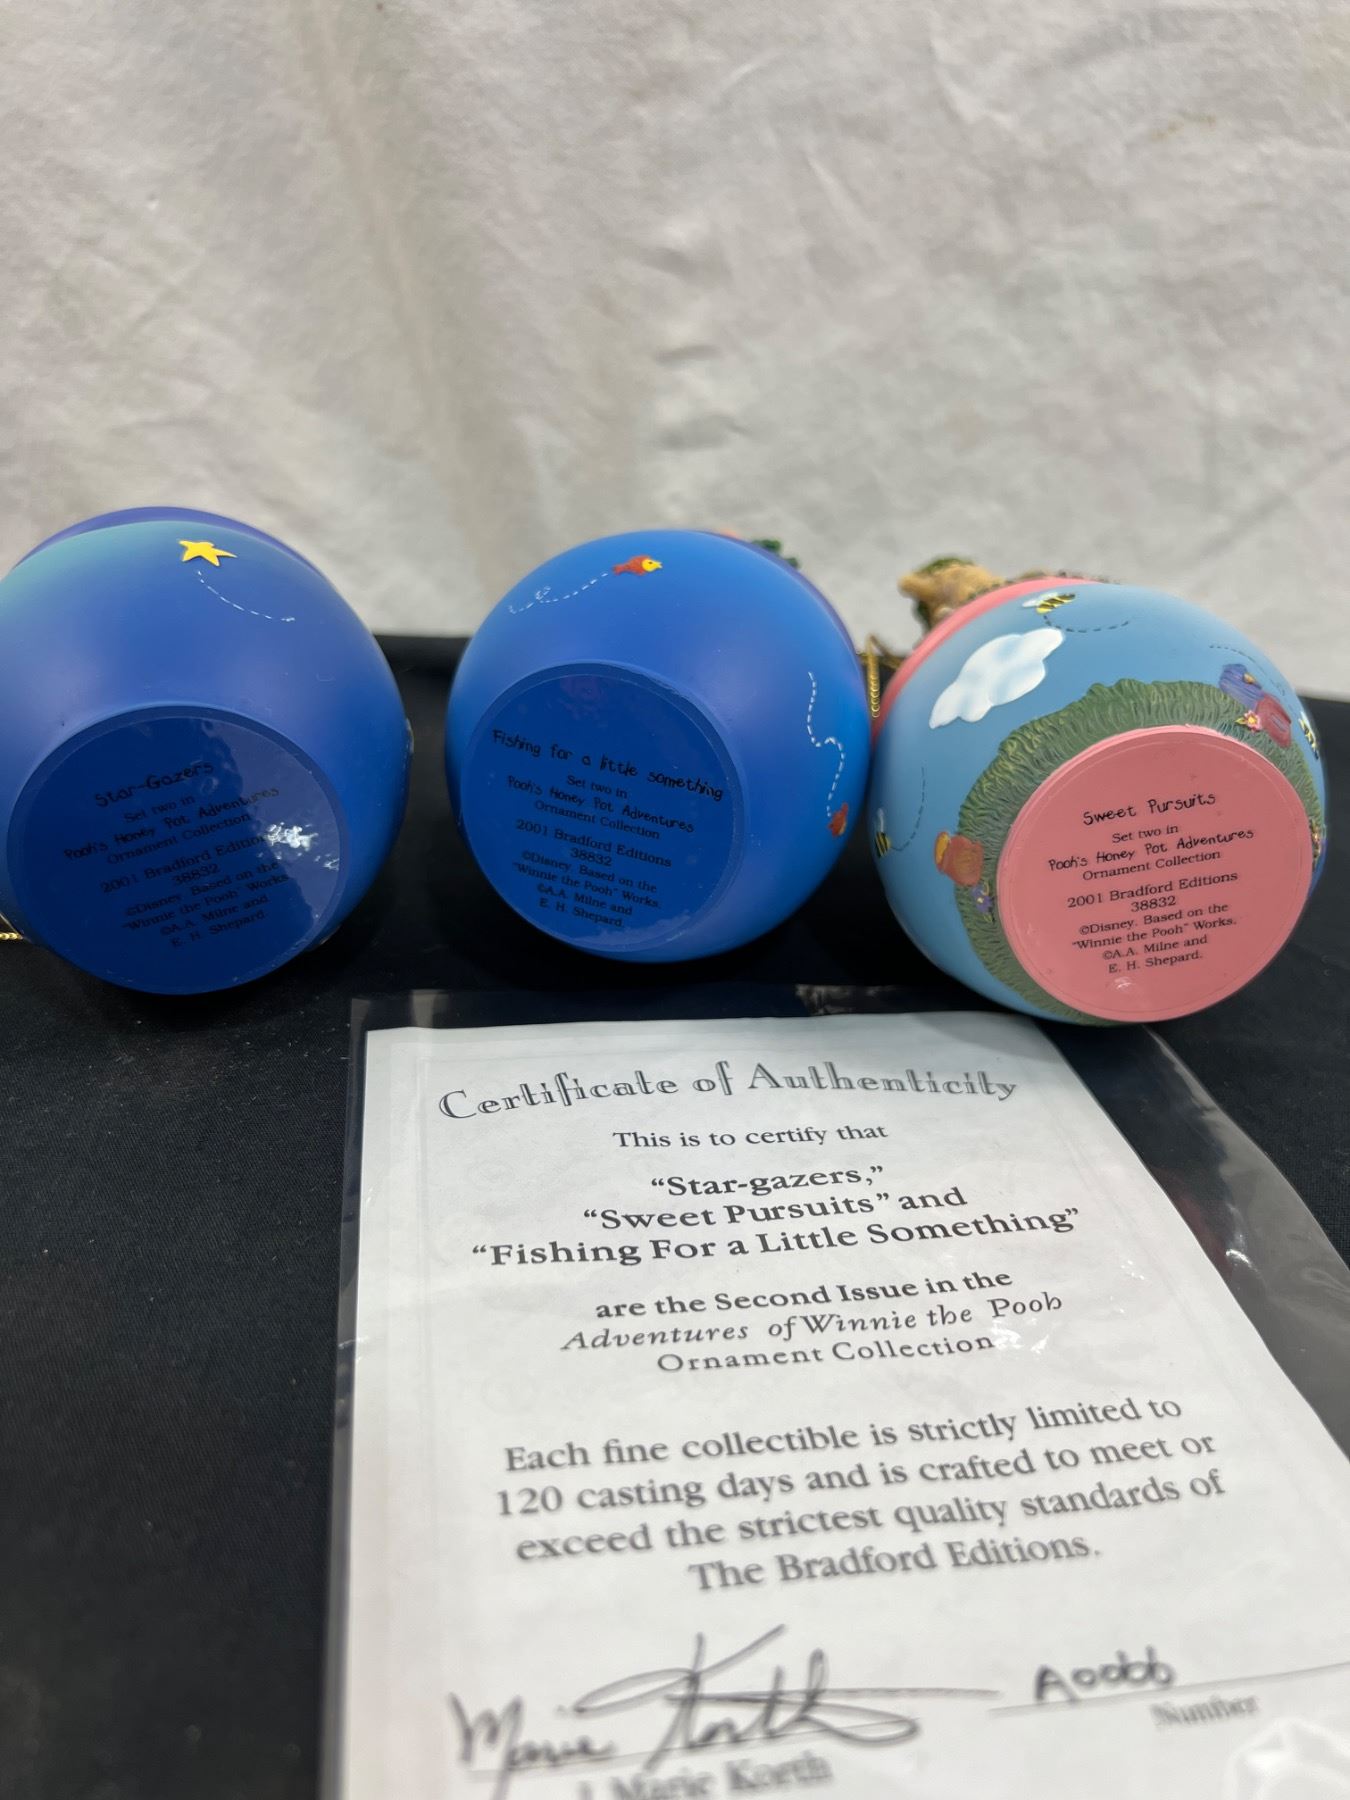 Star-Gazers
Set two in
Pooh's Honey Pot Adventures
Ornament Collection
2001 Bradford Editions
38832
©Disney. Based on the
"Winnie the Pooh" Works.
©A.A. Milne and
E. H. Shepard.
Fishing for a little something
Set two in
Pooh's Honey Pot Adventures
Ornament Collection
2001 Bradford Editions
38832
©Disney. Based on the
"Winnie the Pooh" Works.
©A.A. Milne and
E. H. Shepard.
Sweet Pursuits
Set two in
Pooh's Honey Pot Adventures
Ornament Collection
2001 Bradford Editions
38832
©Disney. Based on the
"Winnie the Pooh" Works.
©A.A. Milne and
E. H. Shepard.
Certificate of Authenticity
This is to certify that
“Star-gazers,”
“Sweet Pursuits” and
“Fishing For a Little Something”
are the Second Issue in the
Adventures of Winnie the Pooh
Ornament Collection
Each fine collectible is strictly limited to
120 casting days and is crafted to meet or
exceed the strictest quality standards of
The Bradford Editions.
Marie Korth
Number
Marie Korth